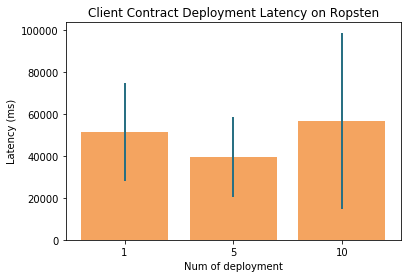 Client Contract Deployment Latency on Ropsten
100000
80000
60000
40000
20000
0
Latency (ms)
1 5 10
Num of deployment